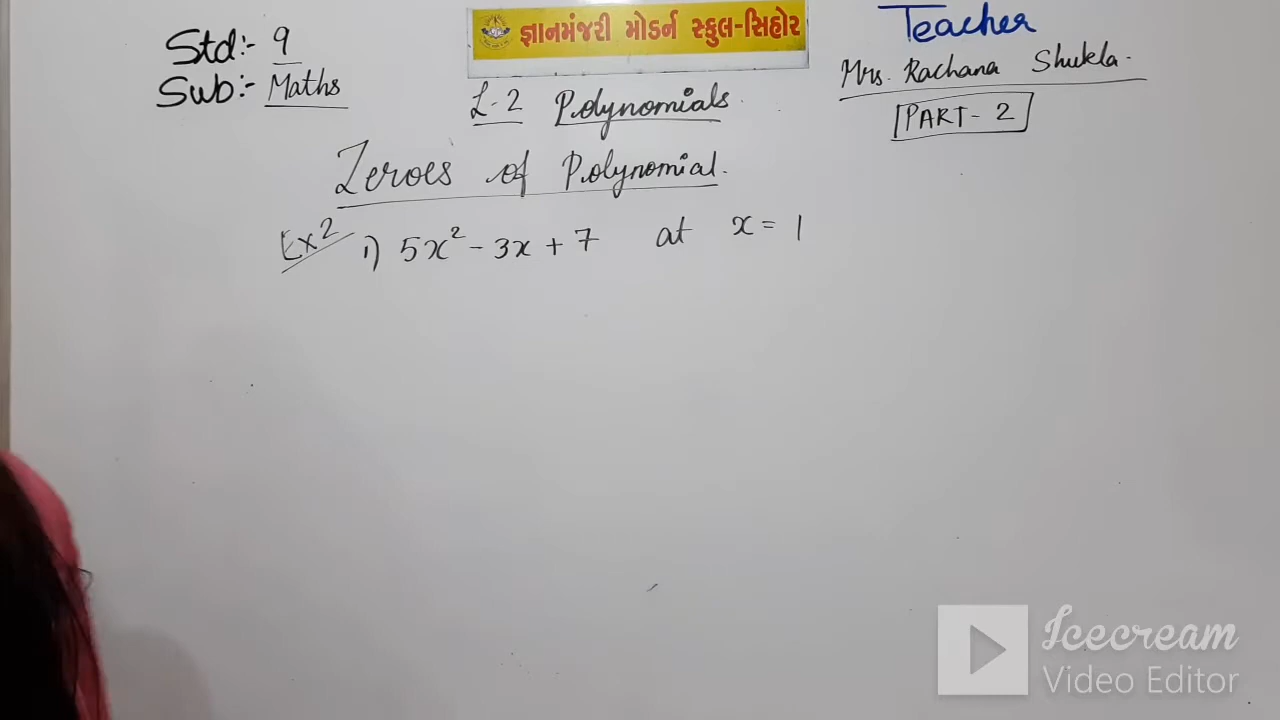 Std:- 9
Sub:- Maths
જ્ઞાનમંજરી મોડર્ન સ્કુલ-સિહોર
Teacher
Mrs. Rachana Shukla.
L-2 Polynomials.
PART-2
Zeroes of Polynomial.
Ex2 1) 5x² - 3x + 7 at x = 1
Icecream
Video Editor